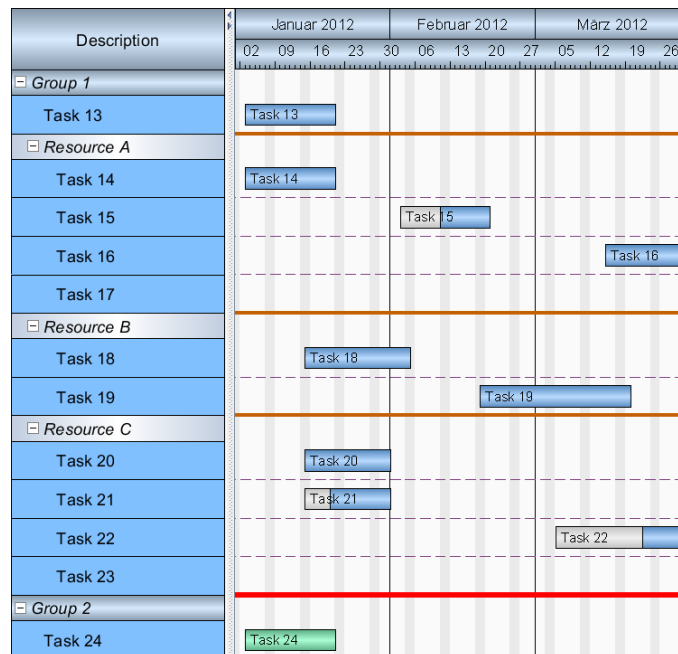 Description
Januar 2012 Februar 2012 März 2012
02 09 16 23 30 06 13 20 27 05 12 19 26
Group 1
Task 13 Task 13
Resource A
Task 14 Task 14
Task 15 Task 15
Task 16 Task 16
Task 17
Resource B
Task 18 Task 18
Task 19 Task 19
Resource C
Task 20 Task 20
Task 21 Task 21
Task 22 Task 22
Task 23
Group 2
Task 24 Task 24